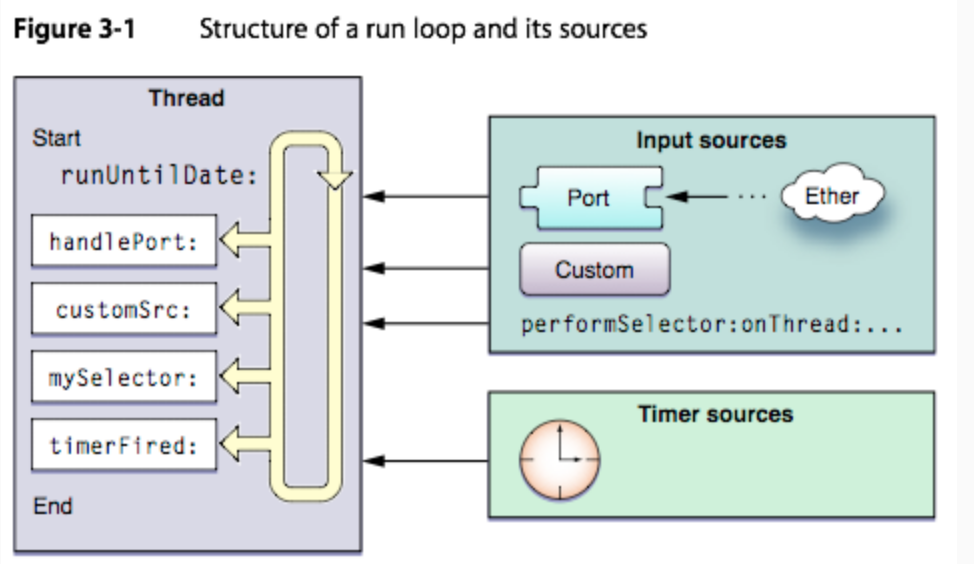 Figure 3-1 Structure of a run loop and its sources
Thread
Start
runUntilDate:
handlePort:
customSrc:
mySelector:
timerFired:
End
Input sources
Port
... Ether
Custom
performSelector:onThread:...
Timer sources